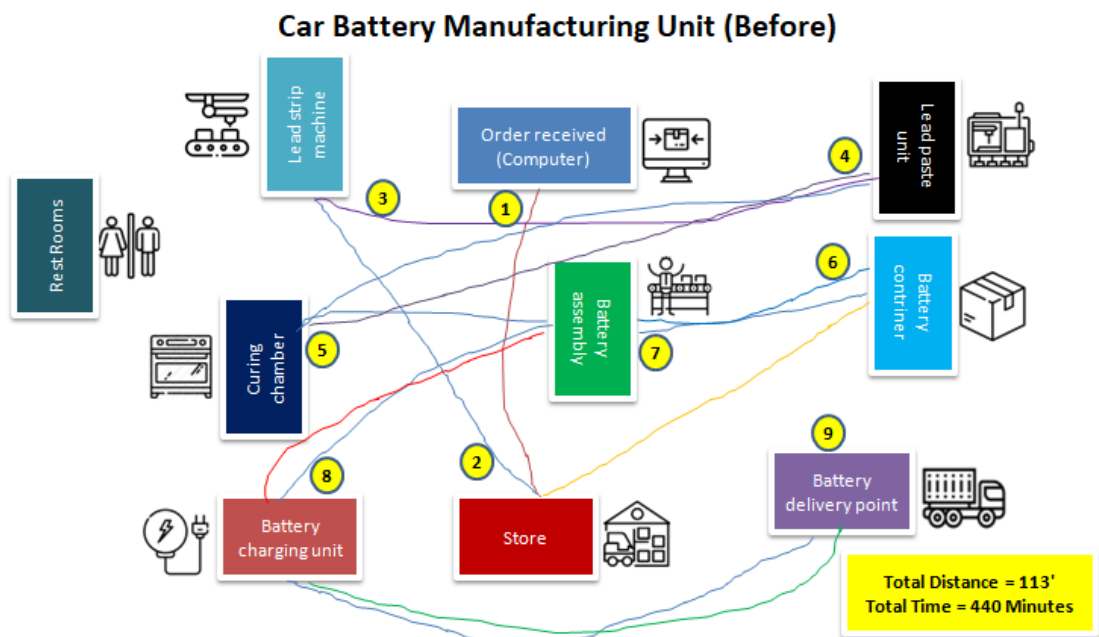 Car Battery Manufacturing Unit (Before)
Lead strip
machine
Order received
(Computer)
Lead paste
unit
4
3
1
Rest Rooms
Battery
assembly
6
Battery
contriner
Curing
chamber
5
7
9
2
8
Battery
charging unit
Store
Battery
delivery point
Total Distance = 113'
Total Time = 440 Minutes